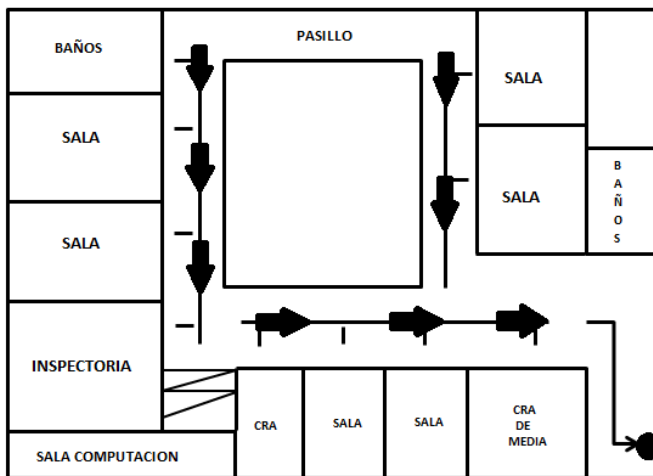 BAÑOS
PASILLO
SALA
SALA
SALA
SALA
B
A
Ñ
O
S
INSPECTORIA
CRA
SALA
SALA
CRA
DE
MEDIA
SALA COMPUTACION